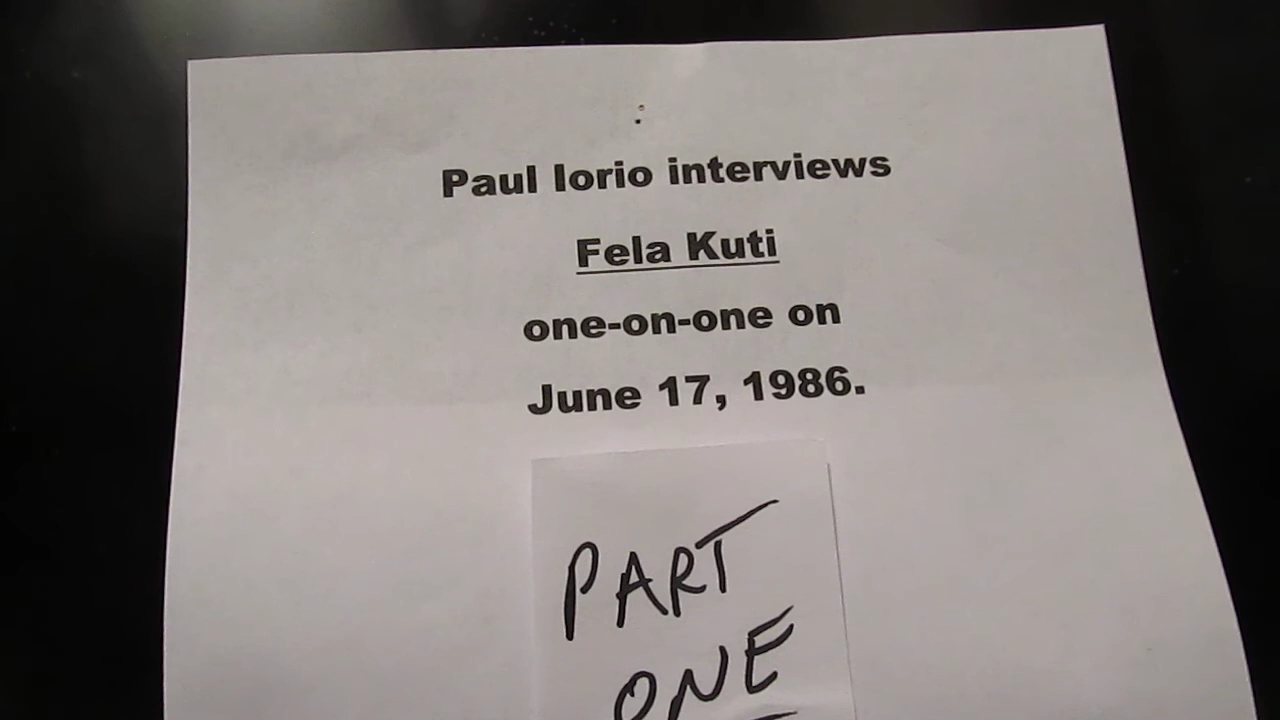 Paul Iorio interviews
Fela Kuti
one-on-one on
June 17, 1986.
PART
ONE